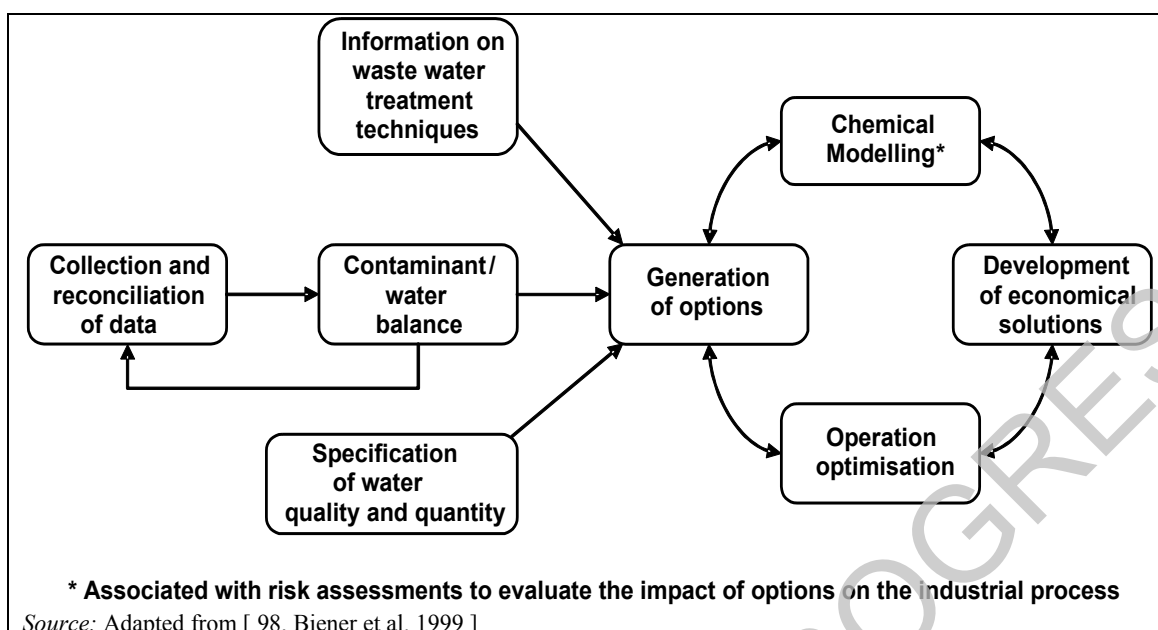 Information on
waste water
treatment
techniques
Chemical
Modelling*
Collection and
reconciliation
of data
Contaminant/
water
balance
Generation
of options
Development
of economical
solutions
Specification
of water
quality and quantity
Operation
optimisation
* Associated with risk assessments to evaluate the impact of options on the industrial process
Source: Adapted from [ 98, Biener et al. 1999 ]
OGRES